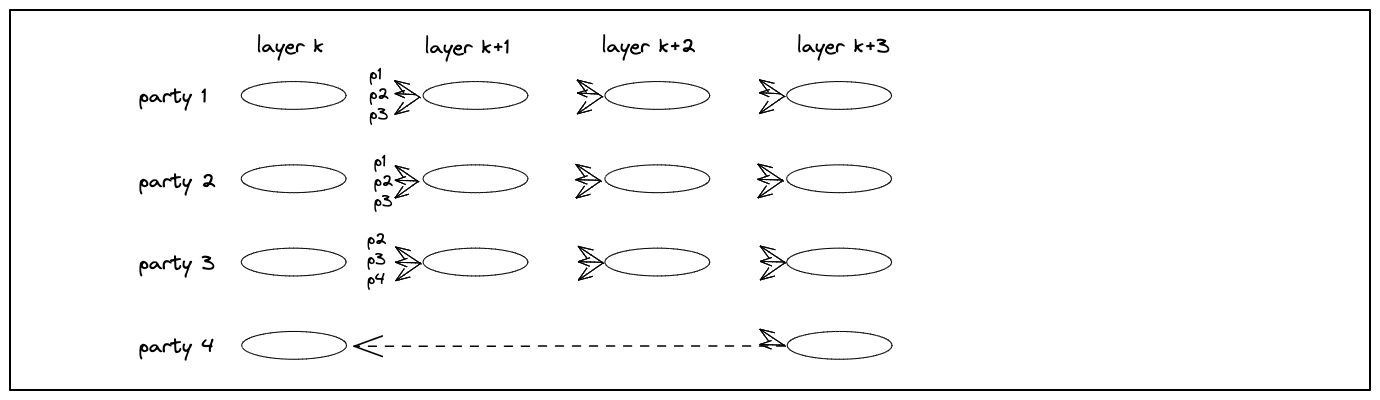 layer k layer k+1 layer k+2 layer k+3
p1
party 1 p2
p3
p1
party 2 p2
p3
p2
party 3 p3
p4
party 4